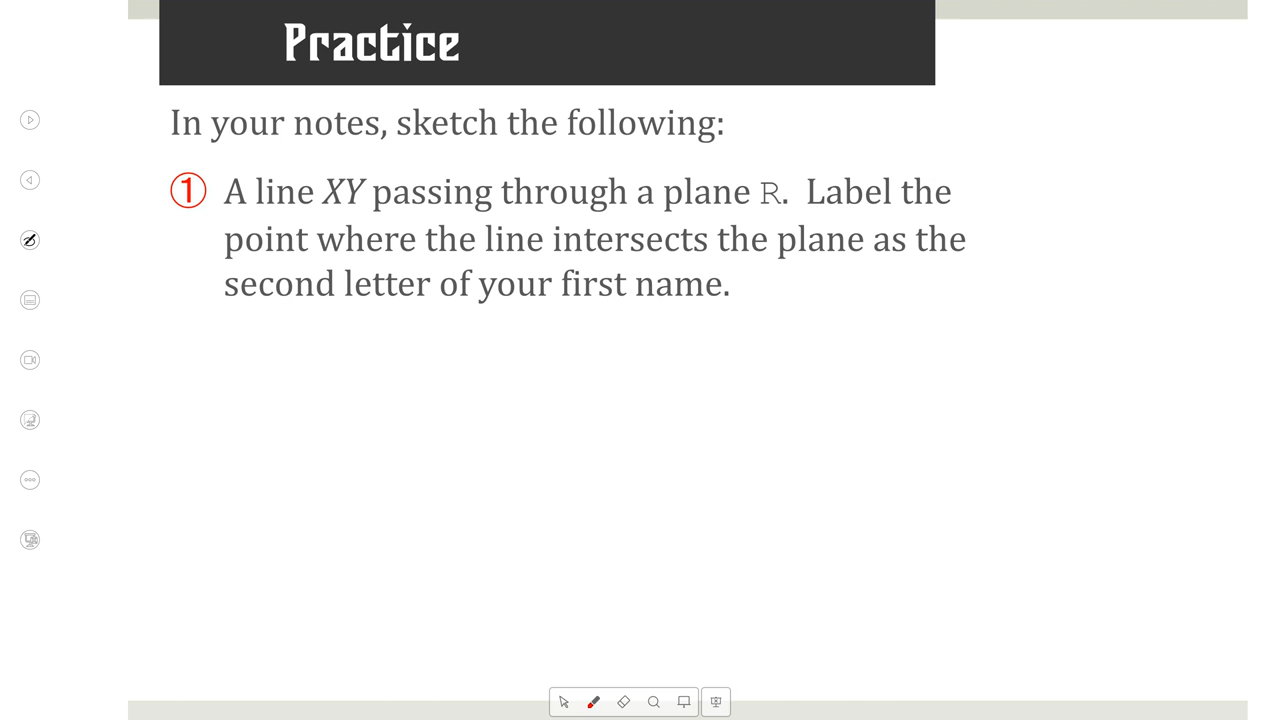 Practice
In your notes, sketch the following:
① A line XY passing through a plane R. Label the
point where the line intersects the plane as the
second letter of your first name.